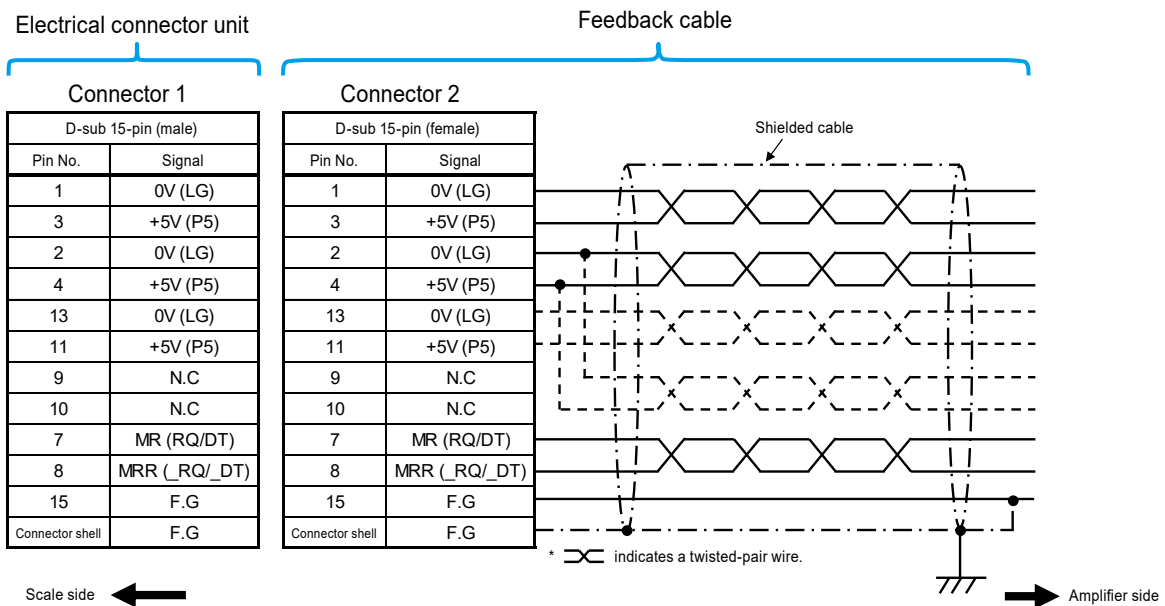 Electrical connector unit
Feedback cable
Connector 1
Connector 2
D-sub 15-pin (male)
Pin No. Signal
1 0V (LG)
3 +5V (P5)
2 0V (LG)
4 +5V (P5)
13 0V (LG)
11 +5V (P5)
9 N.C
10 N.C
7 MR (RQ/DT)
8 MRR (_RQ/_DT)
15 F.G
Connector shell F.G
D-sub 15-pin (female)
Pin No. Signal
1 0V (LG)
3 +5V (P5)
2 0V (LG)
4 +5V (P5)
13 0V (LG)
11 +5V (P5)
9 N.C
10 N.C
7 MR (RQ/DT)
8 MRR (_RQ/_DT)
15 F.G
Connector shell F.G
Shielded cable
* indicates a twisted-pair wire.
Scale side
Amplifier side